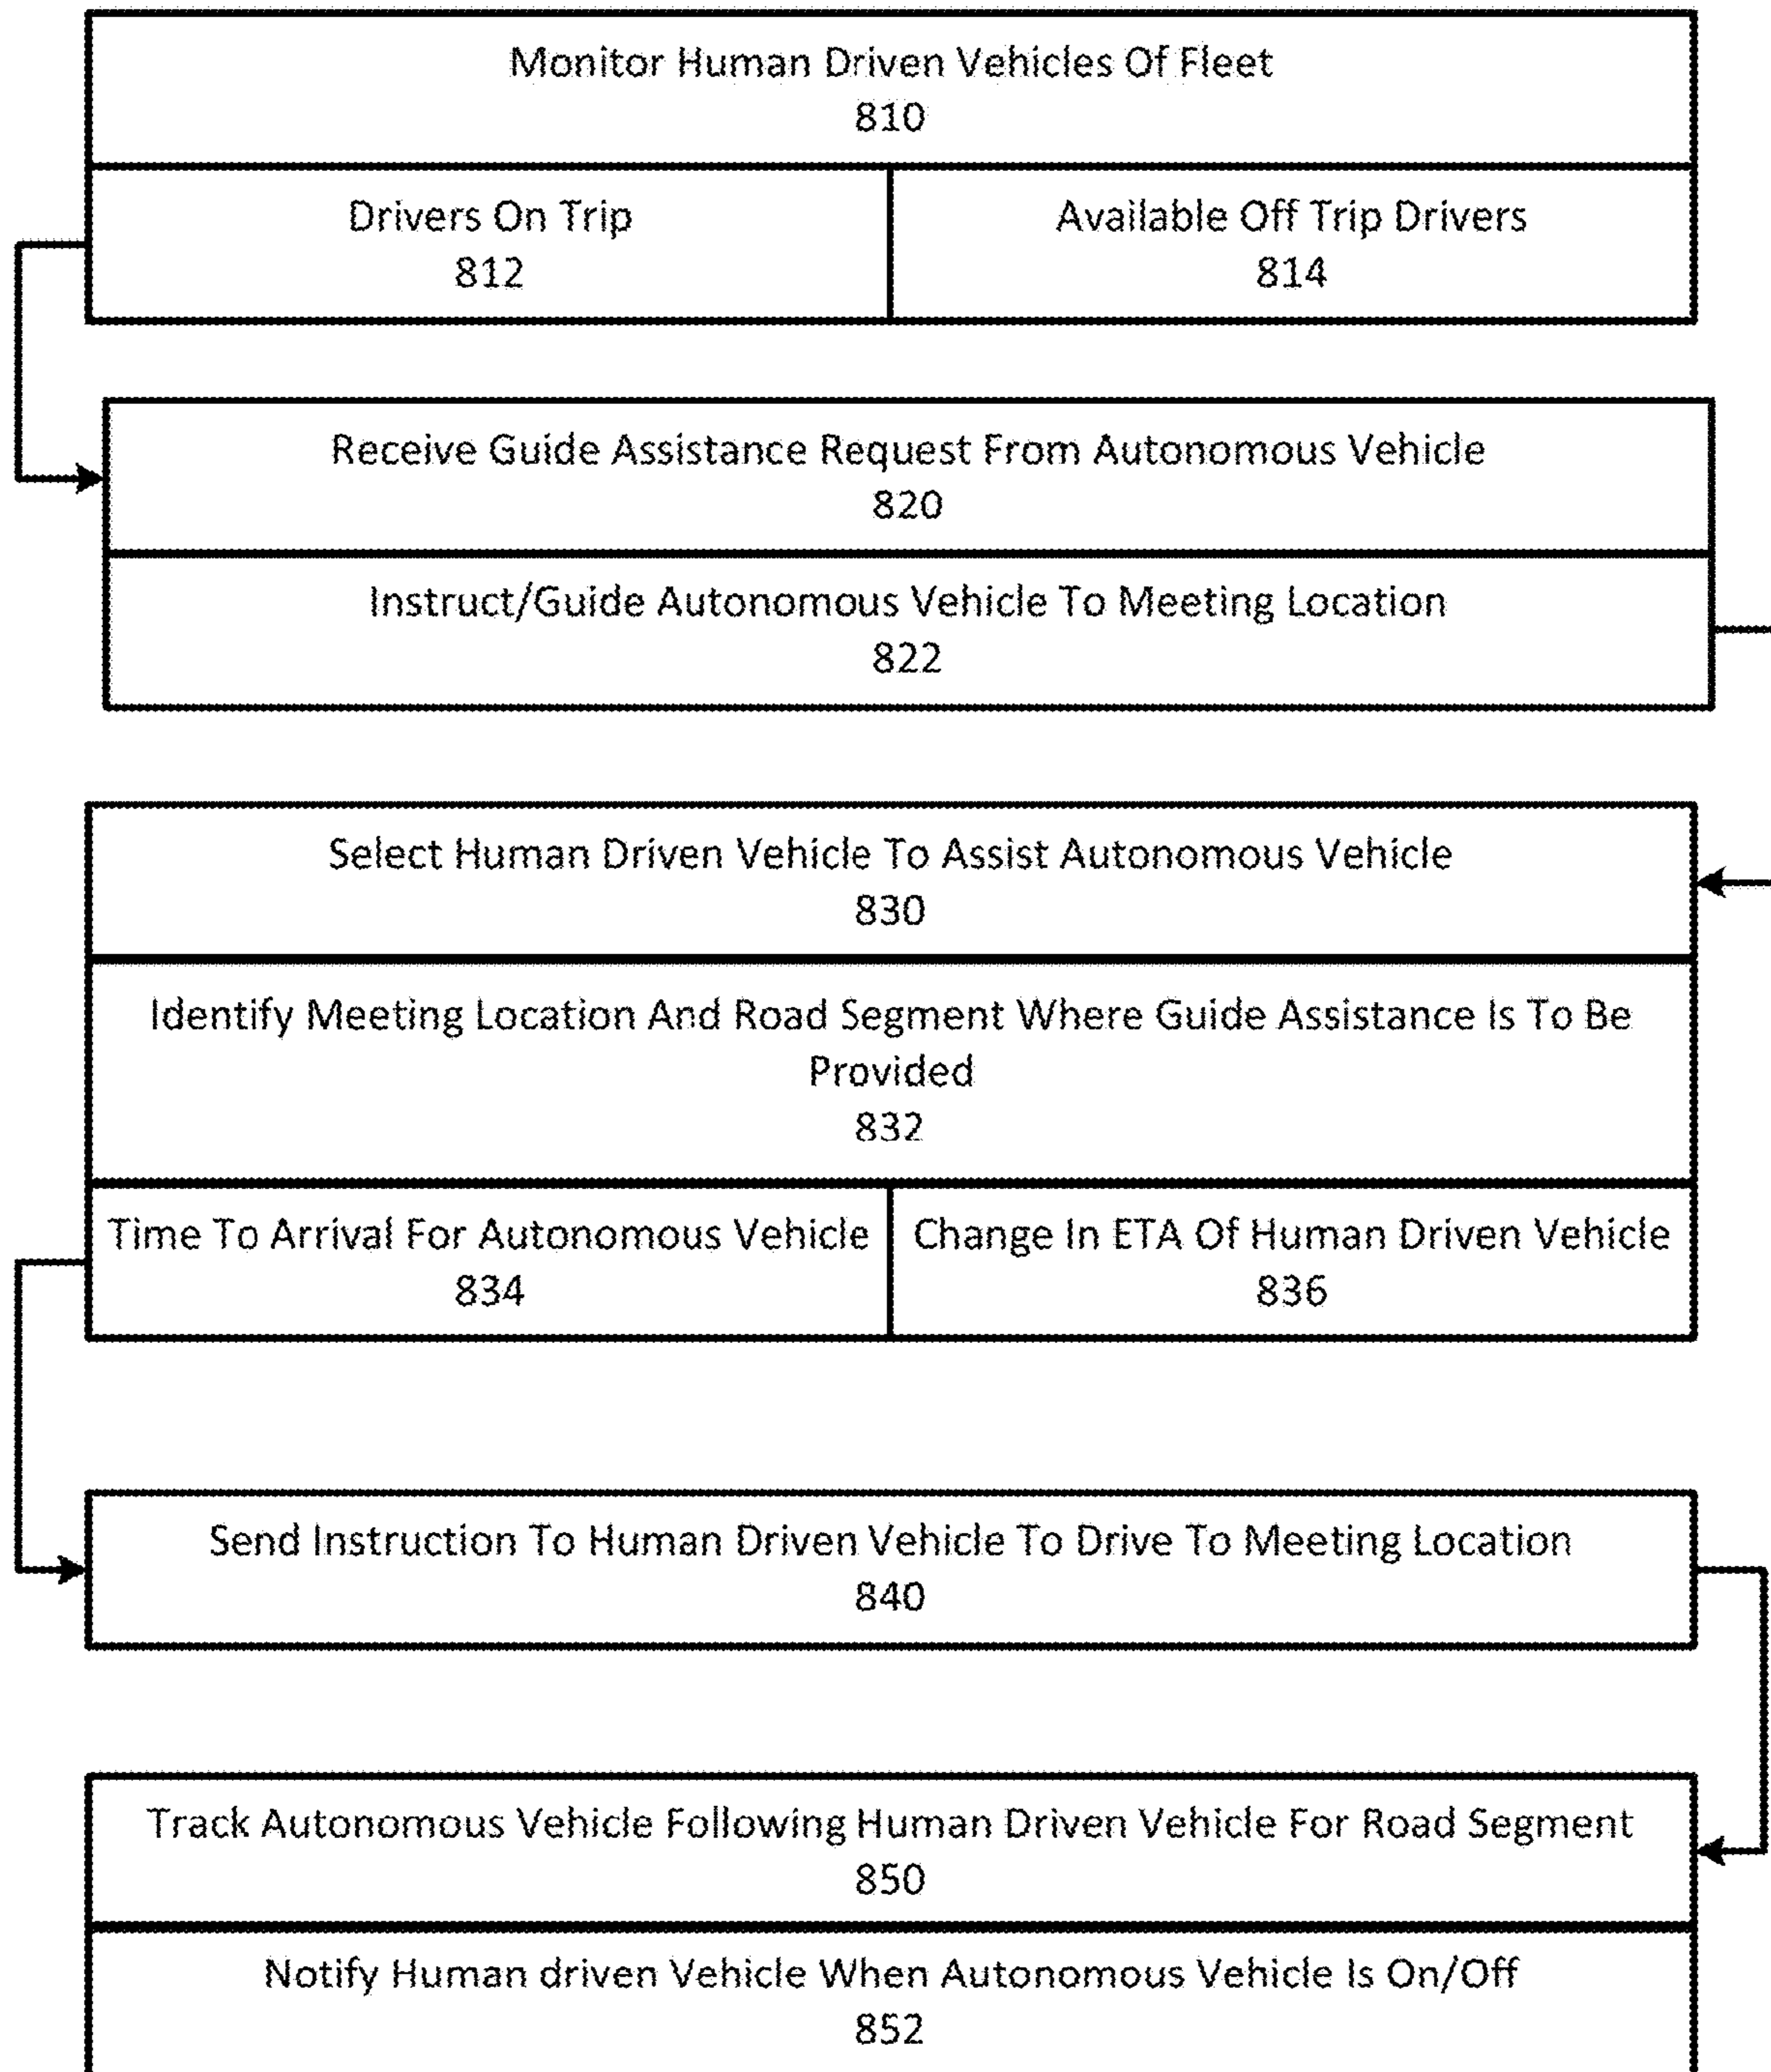 Monitor Human Driven Vehicles Of Fleet
810
Drivers On Trip
812
Available Off Trip Drivers
814
Receive Guide Assistance Request From Autonomous Vehicle
820
Instruct/Guide Autonomous Vehicle To Meeting Location
822
Select Human Driven Vehicle To Assist Autonomous Vehicle
830
Identify Meeting Location And Road Segment Where Guide Assistance Is To Be
Provided
832
Time To Arrival For Autonomous Vehicle
834
Change In ETA Of Human Driven Vehicle
836
Send Instruction To Human Driven Vehicle To Drive To Meeting Location
840
Track Autonomous Vehicle Following Human Driven Vehicle For Road Segment
850
Notify Human driven Vehicle When Autonomous Vehicle Is On/Off
852